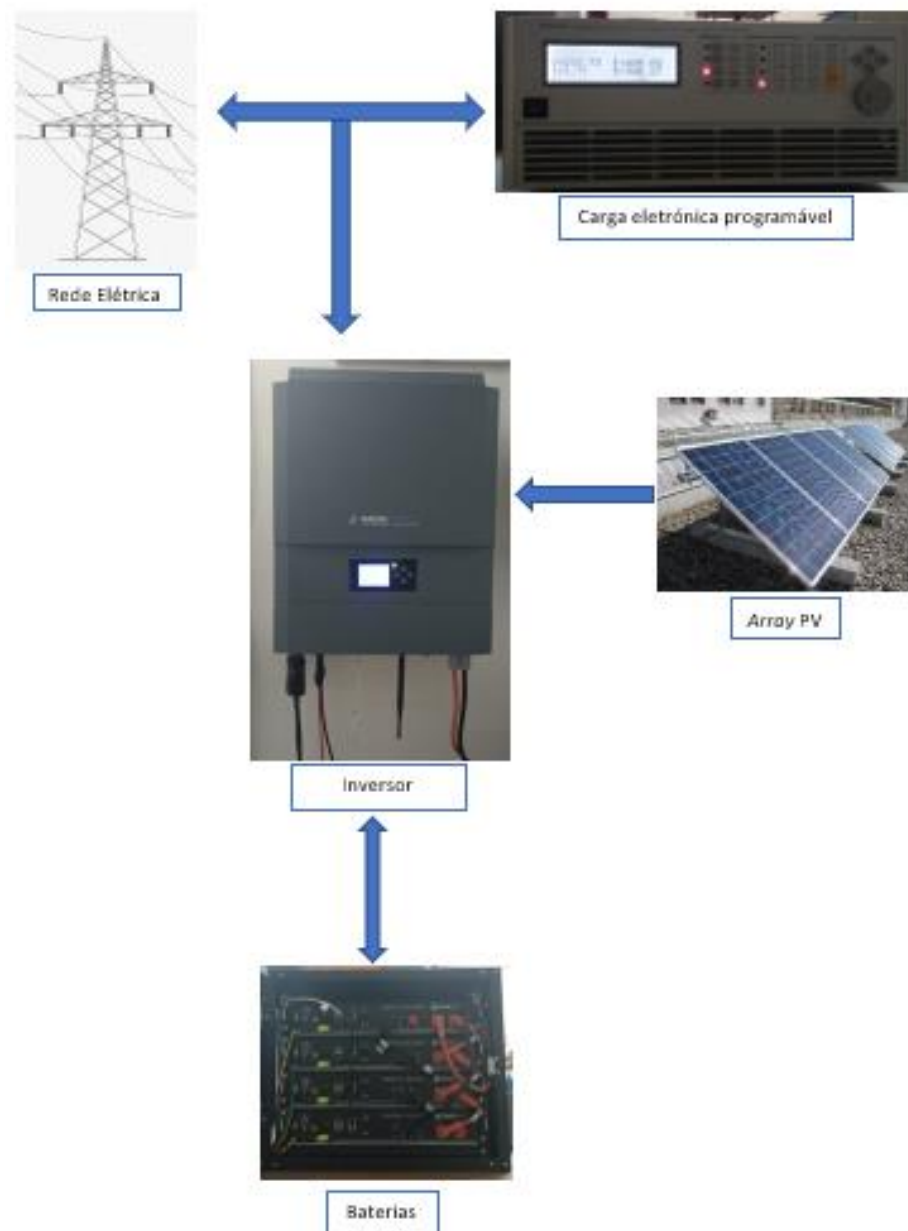 Carga eletrónica programável
Rede Elétrica
Array PV
Inversor
Baterias